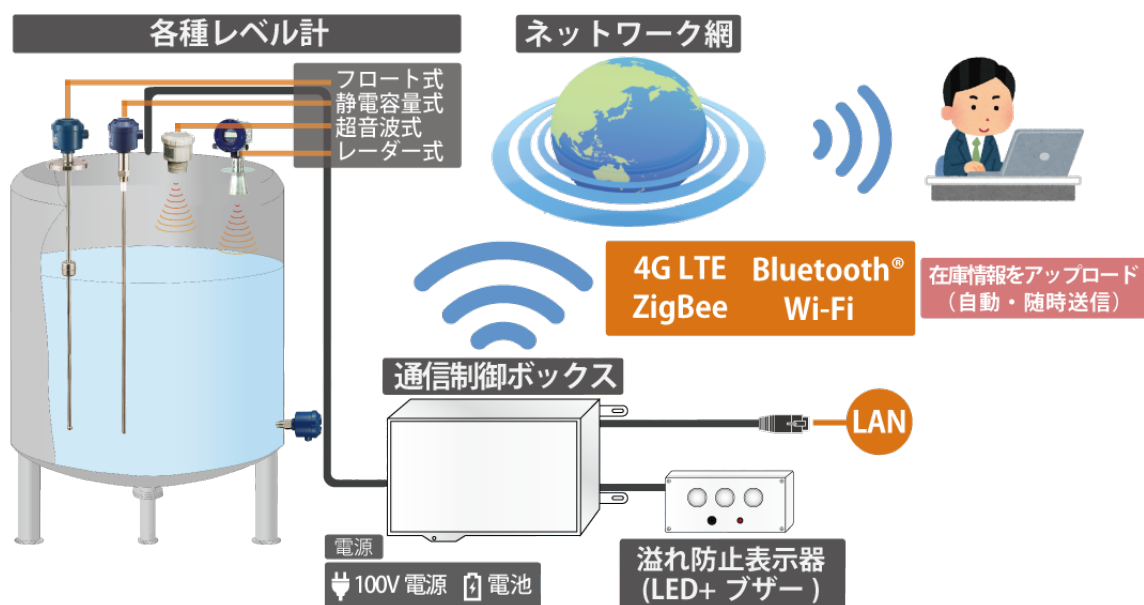 各種レベル計
フロート式
静電容量式
超音波式
レーダー式
ネットワーク網
4G LTE Bluetooth®
ZigBee Wi-Fi
在庫情報をアップロード
（自動・随時送信）
通信制御ボックス
LAN
電源
100V 電源 電池
溢れ防止表示器
(LED+ ブザー )